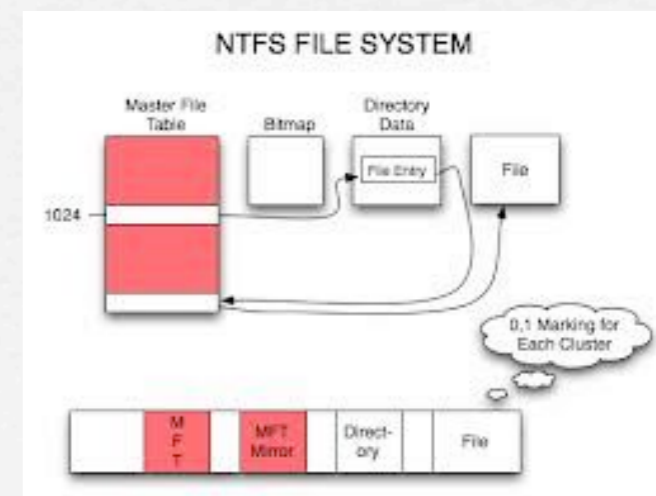 NTFS FILE SYSTEM
Master File
Table
Bitmap
Directory
Data
File Entry
File
1024
0,1 Marking for
Each Cluster
M
F
T
MFT
Mirror
Direct-
ory
File